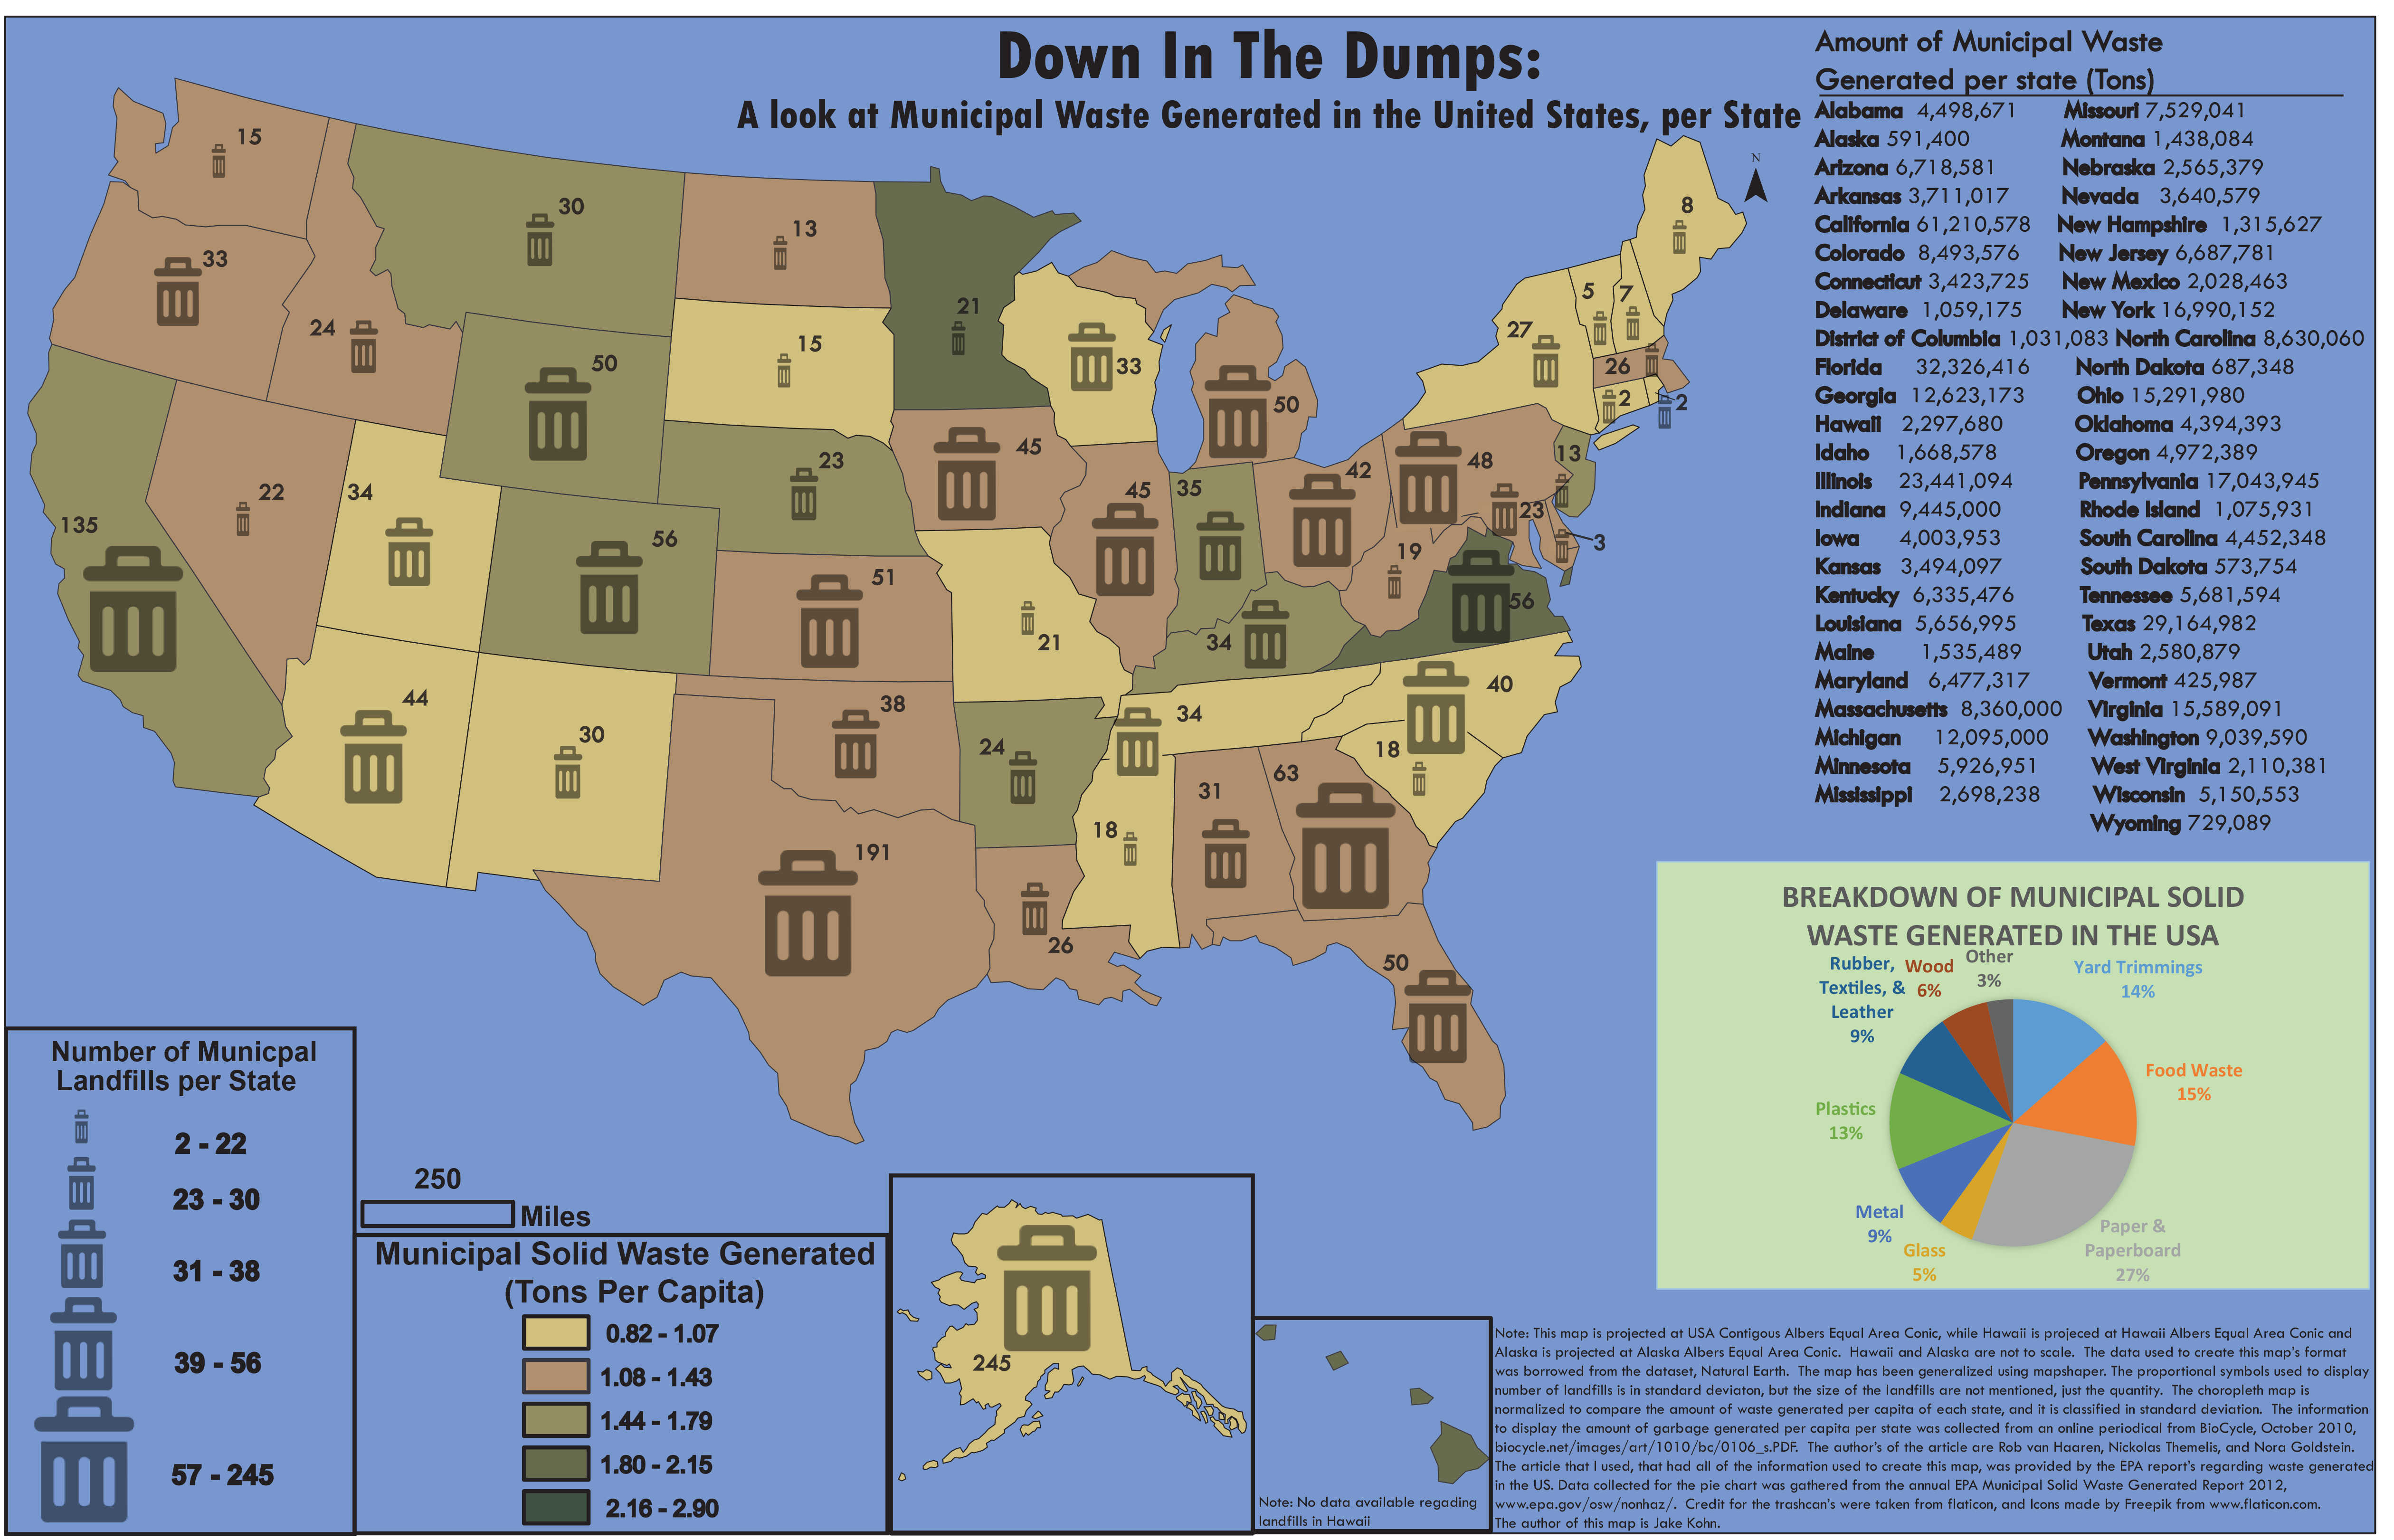 Down In The Dumps:
A look at Municipal Waste Generated in the United States, per State
N
Amount of Municipal Waste
Generated per state (Tons)
Alabama 4,498,671 Missouri 7,529,041
Alaska 591,400 Montana 1,438,084
Arizona 6,718,581 Nebraska 2,565,379
Arkansas 3,711,017 Nevada 3,640,579
California 61,210,578 New Hampshire 1,315,627
Colorado 8,493,576 New Jersey 6,687,781
Connecticut 3,423,725 New Mexico 2,028,463
Delaware 1,059,175 New York 16,990,152
District of Columbia 1,031,083 North Carolina 8,630,060
Florida 32,326,416 North Dakota 687,348
Georgia 12,623,173 Ohio 15,291,980
Hawaii 2,297,680 Oklahoma 4,394,393
Idaho 1,668,578 Oregon 4,972,389
Illinois 23,441,094 Pennsylvania 17,043,945
Indiana 9,445,000 Rhode Island 1,075,931
Iowa 4,003,953 South Carolina 4,452,348
Kansas 3,494,097 South Dakota 573,754
Kentucky 6,335,476 Tennessee 5,681,594
Louisiana 5,656,995 Texas 29,164,982
Maine 1,535,489 Utah 2,580,879
Maryland 6,477,317 Vermont 425,987
Massachusetts 8,360,000 Virginia 15,589,091
Michigan 12,095,000 Washington 9,039,590
Minnesota 5,926,951 West Virginia 2,110,381
Mississippi 2,698,238 Wisconsin 5,150,553
Wyoming 729,089
15
30
13
8
33
24
21
5
7
27
50
15
33
26
50
2
2
45
23
42
48
13
22
34
45
35
23
135
56
19
3
51
56
21
34
44
38
40
30
34
24
18
63
31
18
191
26
50
BREAKDOWN OF MUNICIPAL SOLID
WASTE GENERATED IN THE USA
Rubber,
Textiles, &
Leather
9%
Wood
6%
Other
3%
Yard Trimmings
14%
Food Waste
15%
Plastics
13%
Metal
9%
Glass
5%
Paper &
Paperboard
27%
Number of Municpal
Landfills per State
2 - 22
23 - 30
31 - 38
39 - 56
57 - 245
250
Miles
Municipal Solid Waste Generated
(Tons Per Capita)
0.82 - 1.07
1.08 - 1.43
1.44 - 1.79
1.80 - 2.15
2.16 - 2.90
245
Note: No data available regading
landfills in Hawaii
Note: This map is projected at USA Contigous Albers Equal Area Conic, while Hawaii is projeced at Hawaii Albers Equal Area Conic and
Alaska is projected at Alaska Albers Equal Area Conic. Hawaii and Alaska are not to scale. The data used to create this map's format
was borrowed from the dataset, Natural Earth. The map has been generalized using mapshaper. The proportional symbols used to display
number of landfills is in standard deviaton, but the size of the landfills are not mentioned, just the quantity. The choropleth map is
normalized to compare the amount of waste generated per capita of each state, and it is classified in standard deviation. The information
to display the amount of garbage generated per capita per state was collected from an online periodical from BioCycle, October 2010,
biocycle.net/images/art/1010/bc/0106_s.PDF. The author's of the article are Rob van Haaren, Nickolas Themelis, and Nora Goldstein.
The article that I used, that had all of the information used to create this map, was provided by the EPA report's regarding waste generated
in the US. Data collected for the pie chart was gathered from the annual EPA Municipal Solid Waste Generated Report 2012,
www.epa.gov/osw/nonhaz/. Credit for the trashcan's were taken from flaticon, and Icons made by Freepik from www.flaticon.com.
The author of this map is Jake Kohn.